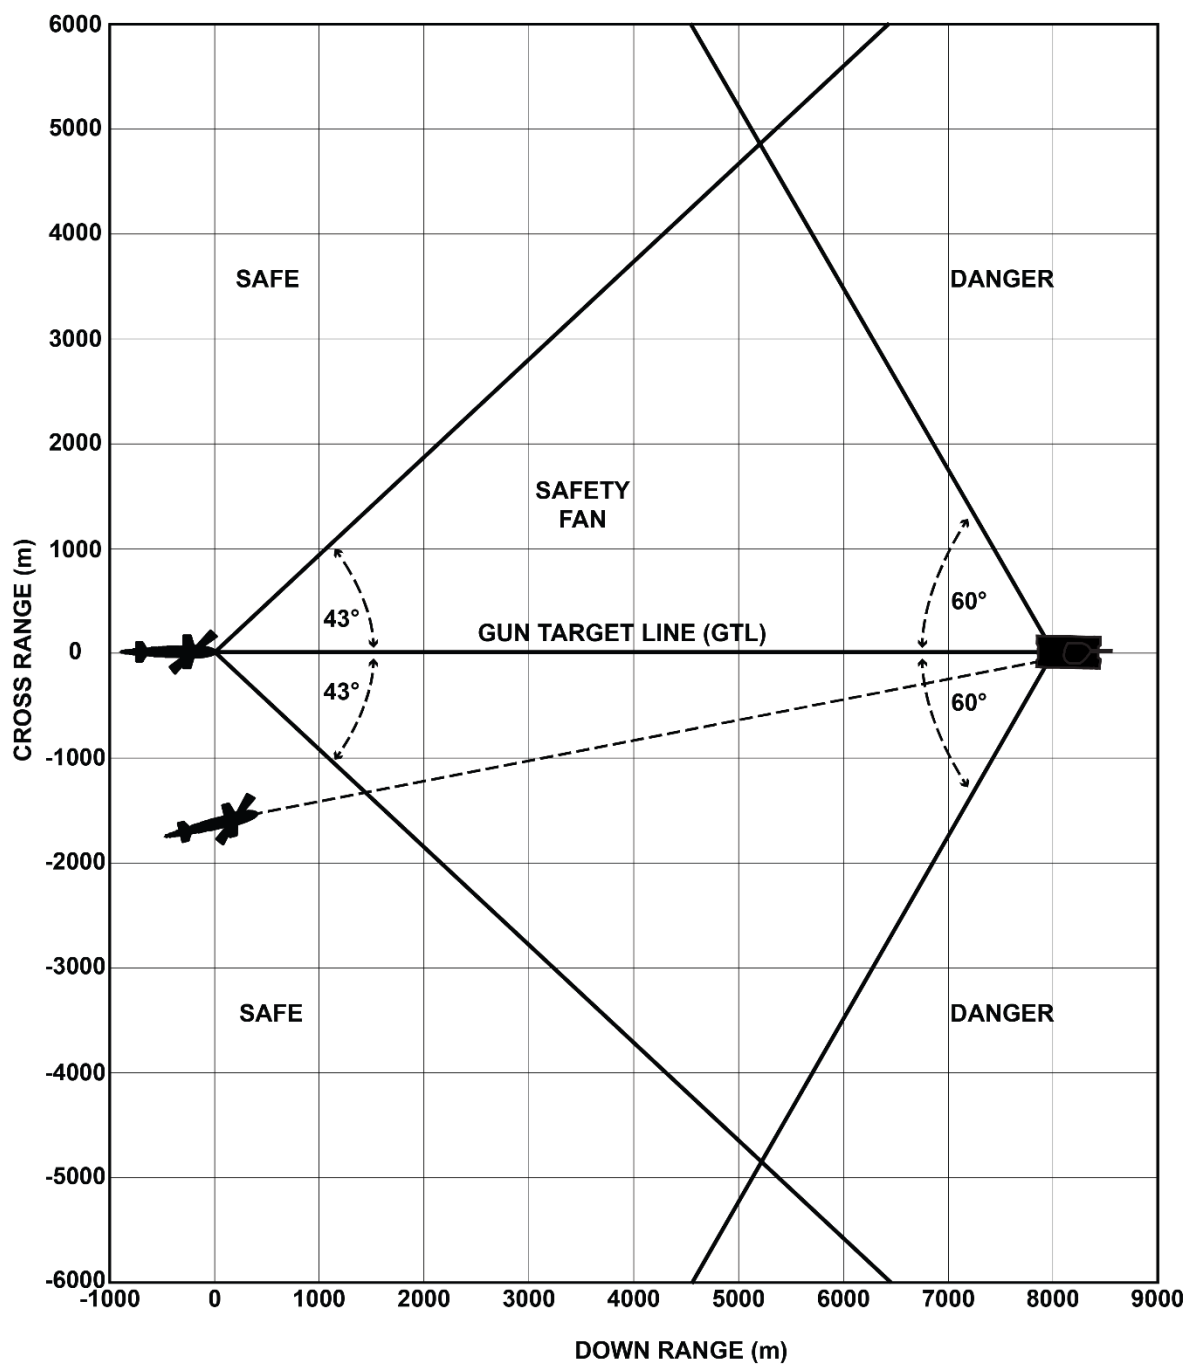 6000
5000
4000
SAFE
DANGER
3000
2000
SAFETY
FAN
1000
43°
60°
GUN TARGET LINE (GTL)
0
43°
60°
-1000
-2000
-3000
SAFE
DANGER
-4000
-5000
-6000
CROSS RANGE (m)
-1000 0 1000 2000 3000 4000 5000 6000 7000 8000 9000
DOWN RANGE (m)